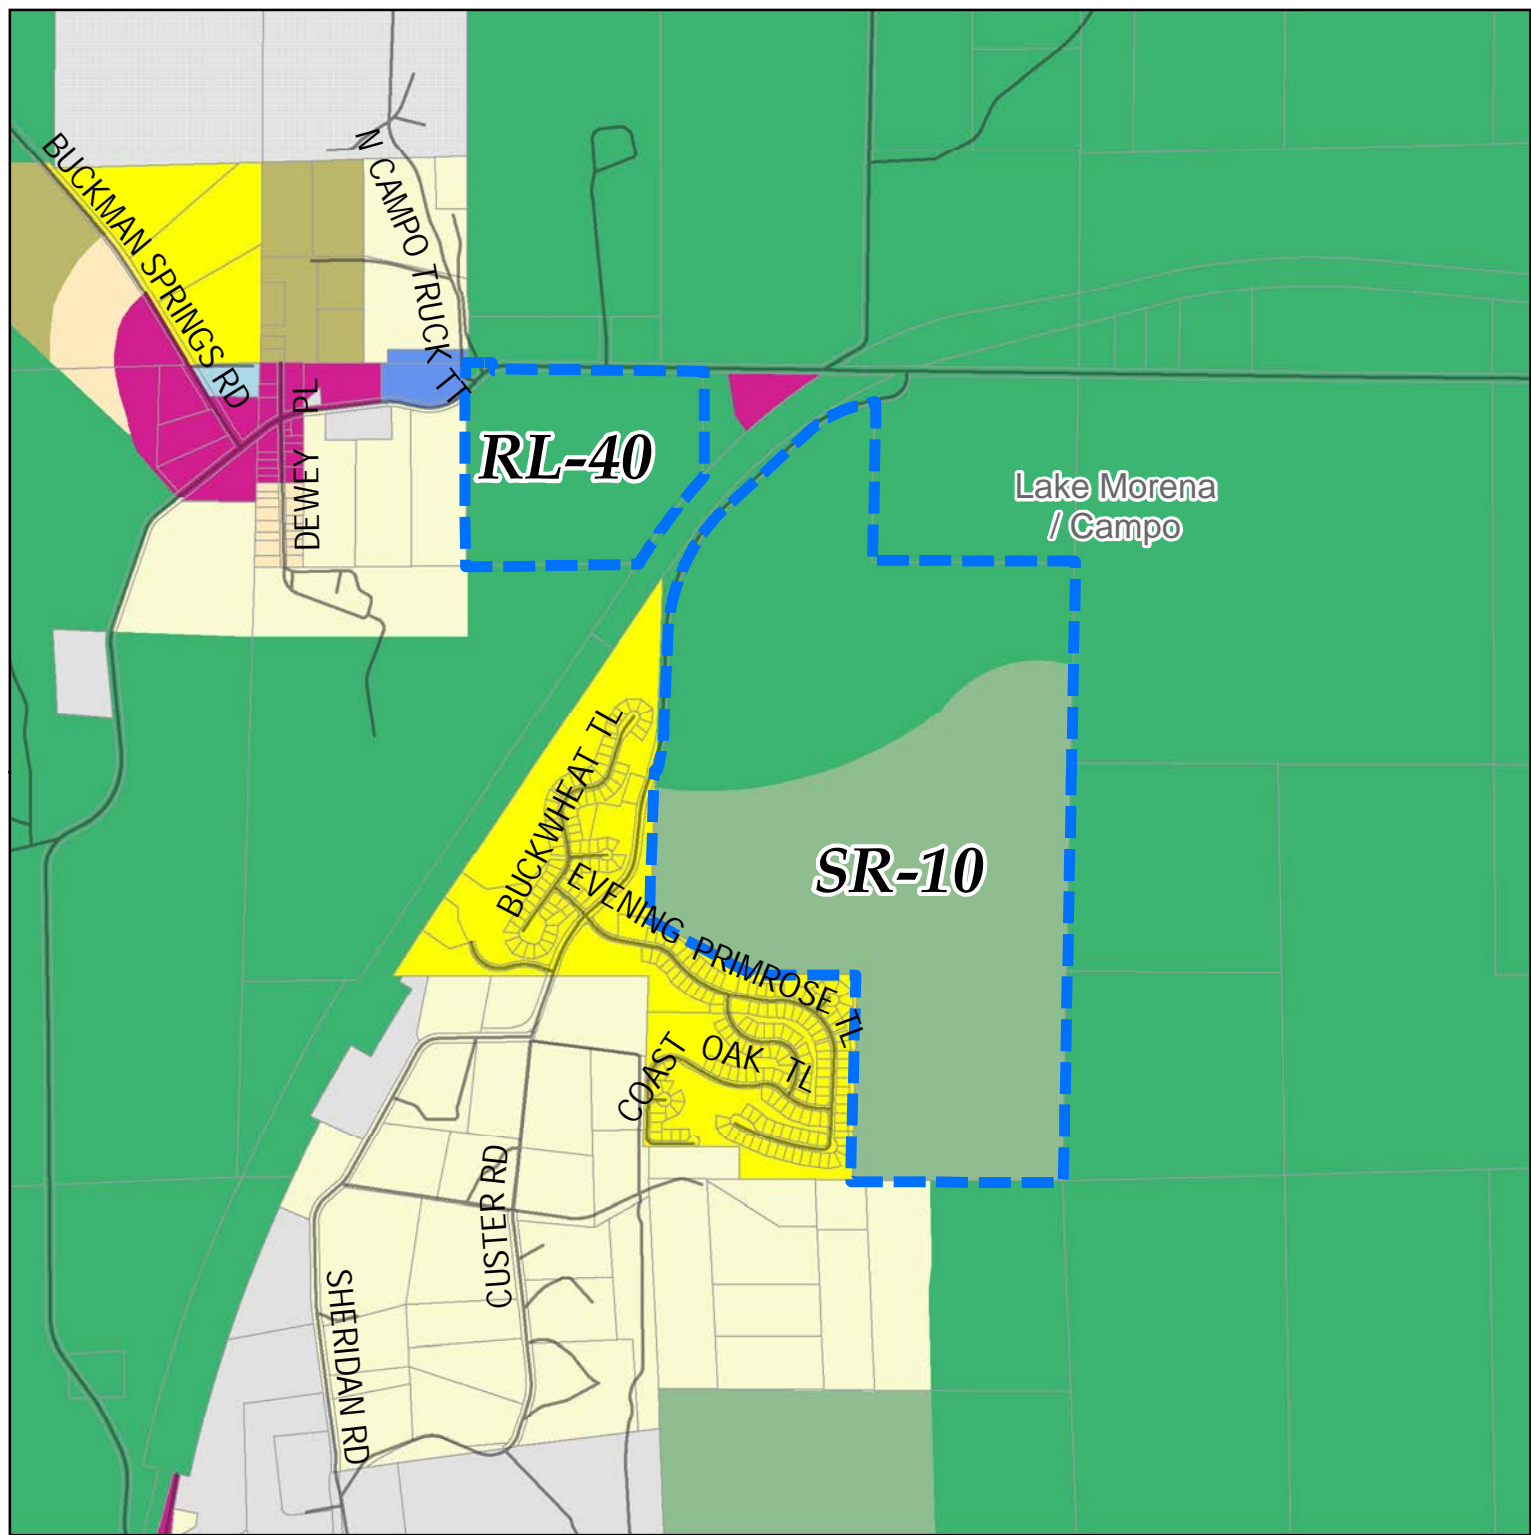 BUCKMAN SPRINGS RD
N CAMPO TRUCK TT
DEWEY PL
RL-40
Lake Morena
/ Campo
BUCKWHEAT TL
SR-10
EVENING PRIMROSE TL
COAST OAK TL
CUSTER RD
SHERIDAN RD